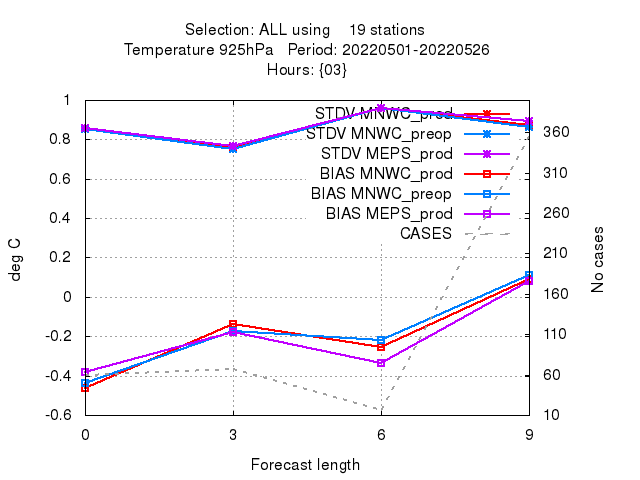 Selection: ALL using 19 stations
Temperature 925hPa Period: 20220501-20220526
Hours: {03}
STDV MNWC_prod
STDV MNWC_preop
STDV MEPS_prod
BIAS MNWC_prod
BIAS MNWC_preop
BIAS MEPS_prod
CASES
deg C
1
0.8
0.6
0.4
0.2
0
-0.2
-0.4
-0.6
No cases
360
310
260
210
160
110
60
10
0 3 6 9
Forecast length